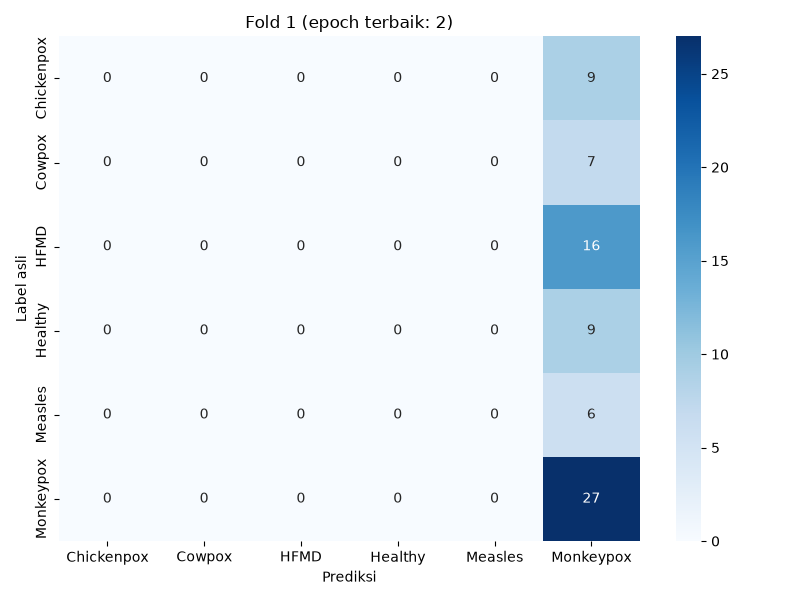 Fold 1 (epoch terbaik: 2)
Label asli
Chickenpox 0 0 0 0 0 9
Cowpox 0 0 0 0 0 7
HFMD 0 0 0 0 0 16
Healthy 0 0 0 0 0 9
Measles 0 0 0 0 0 6
Monkeypox 0 0 0 0 0 27
Chickenpox Cowpox HFMD Healthy Measles Monkeypox
Prediksi
25
20
15
10
5
0